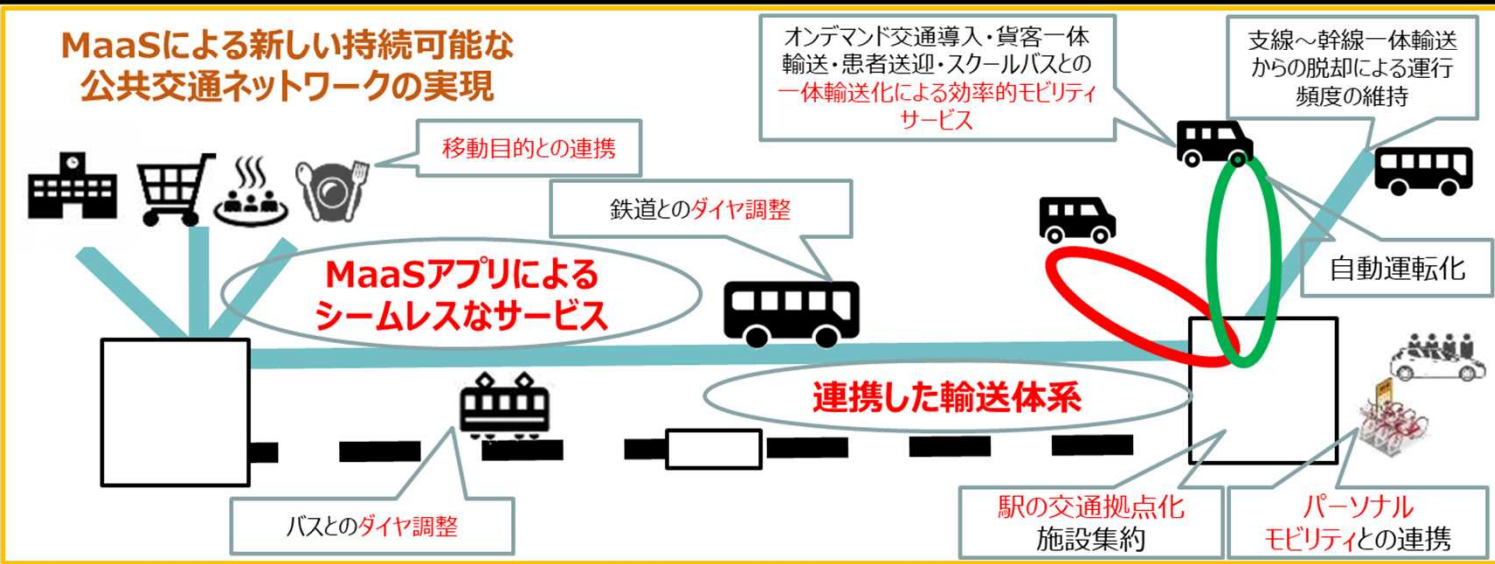 MaaSによる新しい持続可能な
公共交通ネットワークの実現
オンデマンド交通導入・貨客一体
輸送・患者送迎・スクールバスとの
一体輸送化による効率的モビリティ
サービス
支線～幹線一体輸送
からの脱却による運行
頻度の維持
移動目的との連携
鉄道とのダイヤ調整
自動運転化
MaaSアプリによる
シームレスなサービス
連携した輸送体系
バスとのダイヤ調整
駅の交通拠点化
施設集約
パーソナル
モビリティとの連携